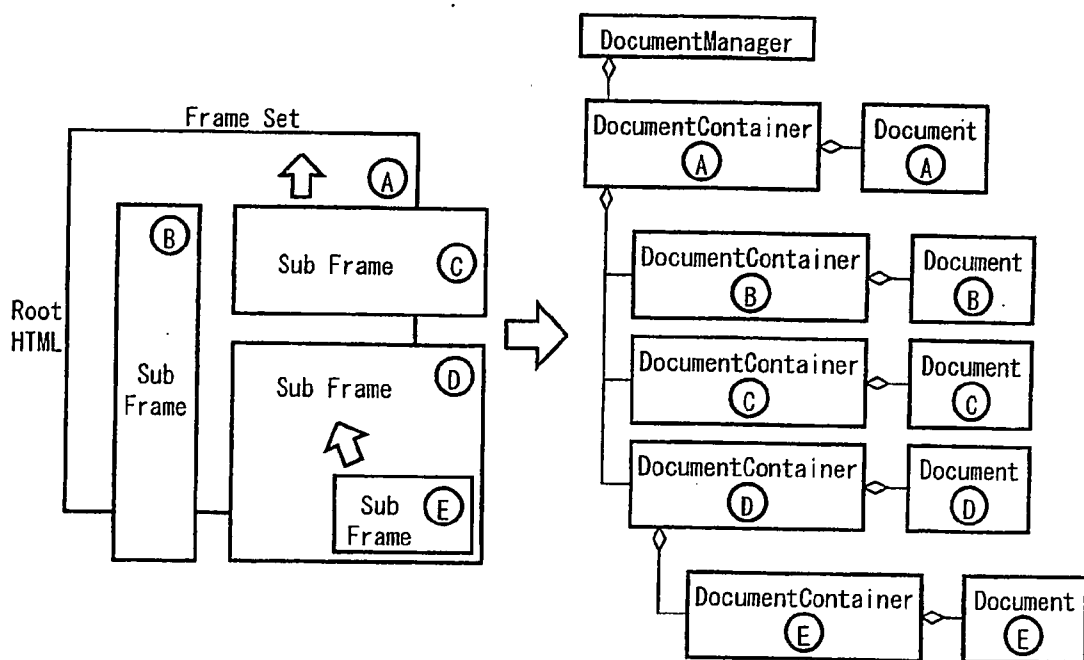 Frame Set
A
B
Sub Frame
C
Root
HTML
Sub
Frame
Sub Frame
D
Sub
Frame
E
DocumentManager
DocumentContainer
A
Document
A
DocumentContainer
B
Document
B
DocumentContainer
C
Document
C
DocumentContainer
D
Document
D
DocumentContainer
E
Document
E